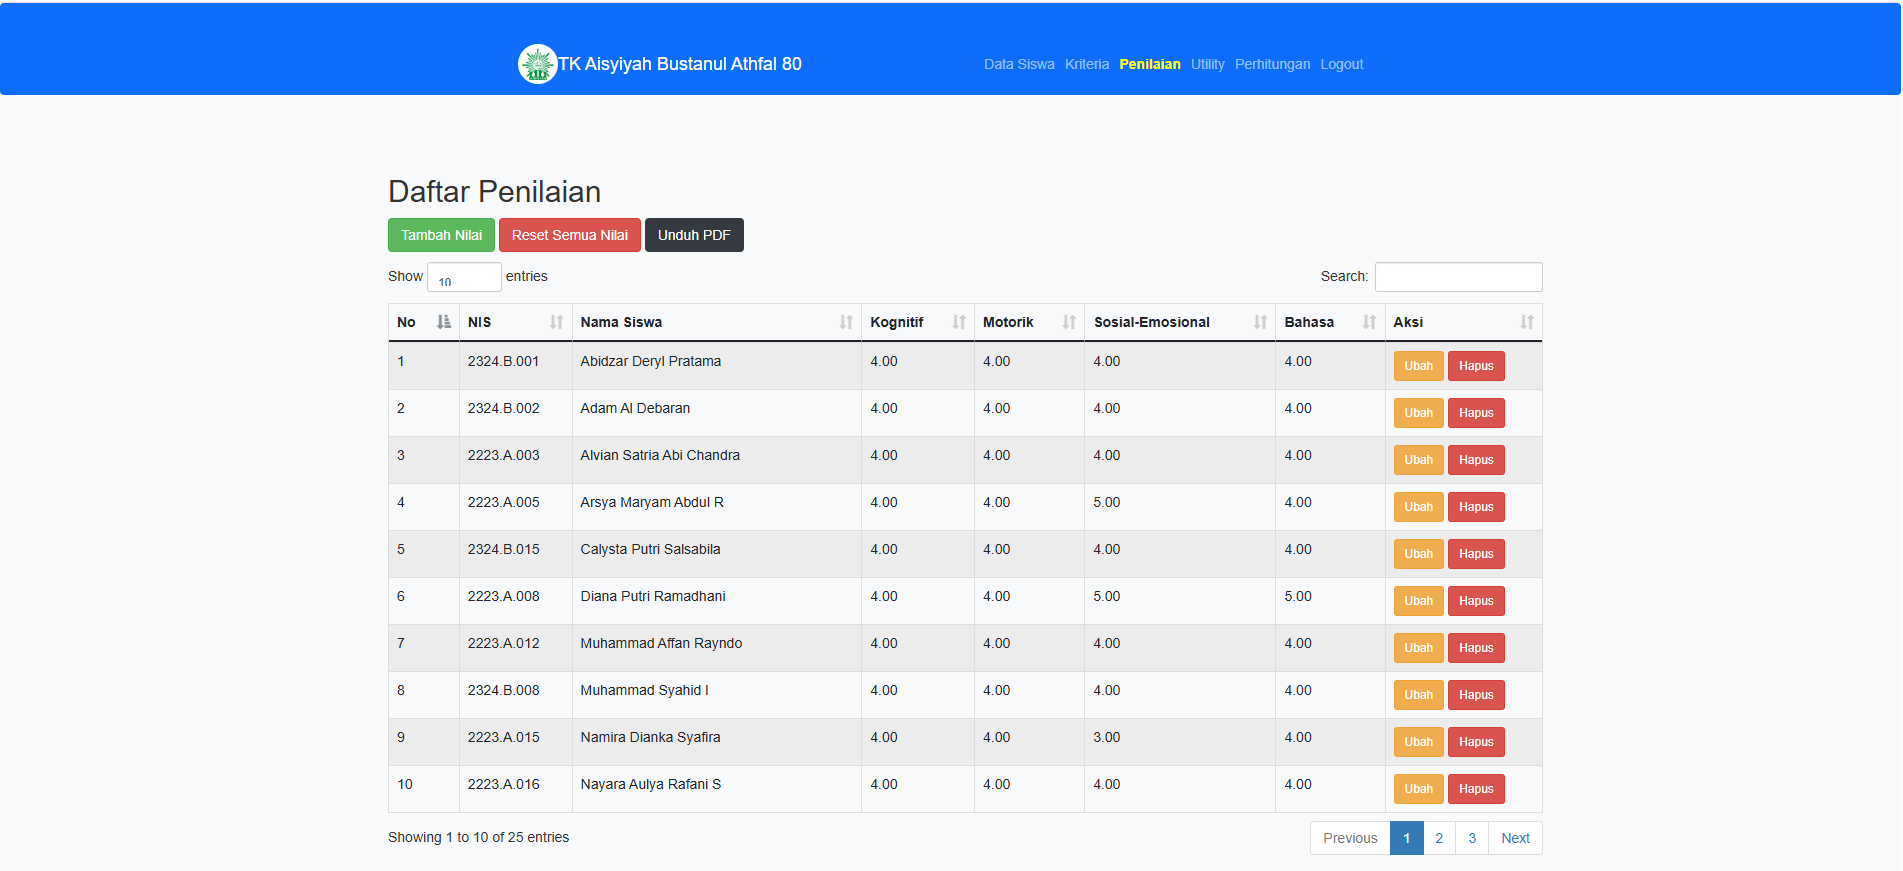 TK Aisyiyah Bustanul Athfal 80 Data Siswa Kriteria Penilaian Utility Perhitungan Logout
Daftar Penilaian
Tambah Nilai Reset Semua Nilai Unduh PDF
Show 10 entries Search:
No NIS Nama Siswa Kognitif Motorik Sosial-Emosional Bahasa Aksi
1 2324.B.001 Abidzar Deryl Pratama 4.00 4.00 4.00 4.00 Ubah Hapus
2 2324.B.002 Adam Al Debaran 4.00 4.00 4.00 4.00 Ubah Hapus
3 2223.A.003 Alvian Satria Abi Chandra 4.00 4.00 4.00 4.00 Ubah Hapus
4 2223.A.005 Arsya Maryam Abdul R 4.00 4.00 5.00 4.00 Ubah Hapus
5 2324.B.015 Calysta Putri Salsabila 4.00 4.00 4.00 4.00 Ubah Hapus
6 2223.A.008 Diana Putri Ramadhani 4.00 4.00 5.00 5.00 Ubah Hapus
7 2223.A.012 Muhammad Affan Rayndo 4.00 4.00 4.00 4.00 Ubah Hapus
8 2324.B.008 Muhammad Syahid I 4.00 4.00 4.00 4.00 Ubah Hapus
9 2223.A.015 Namira Dianka Syafira 4.00 4.00 3.00 4.00 Ubah Hapus
10 2223.A.016 Nayara Aulya Rafani S 4.00 4.00 4.00 4.00 Ubah Hapus
Showing 1 to 10 of 25 entries Previous 1 2 3 Next